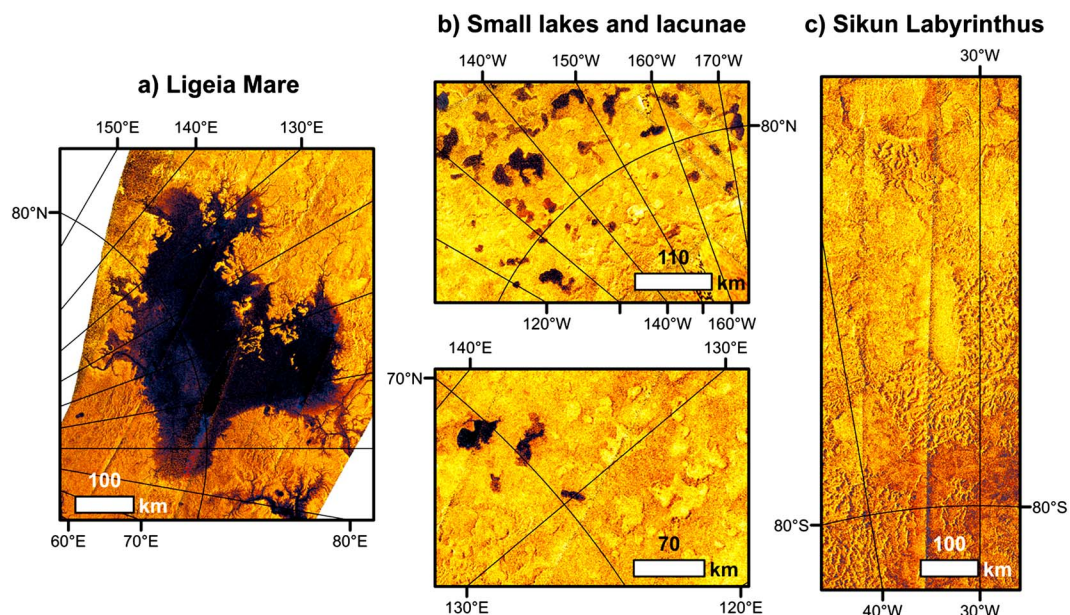 a) Ligeia Mare
150°E 140°E 130°E
80°N
100
km
60°E 70°E 80°E
b) Small lakes and lacunae
140°W 150°W 160°W 170°W
80°N
110
km
120°W 140°W 160°W
140°E 130°E
70°N
70
km
130°E 120°E
c) Sikun Labyrinthus
30°W
80°S 80°S
100
km
40°W 30°W